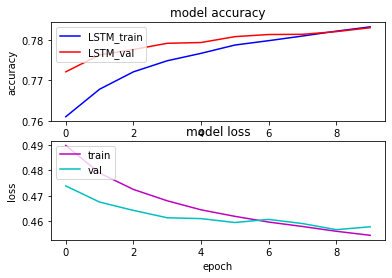 model accuracy
0.78
0.77
0.76
accuracy
LSTM_train
LSTM_val
0 2 4 6 8
model loss
0.49
0.48
0.47
0.46
loss
train
val
0 2 4 6 8
epoch